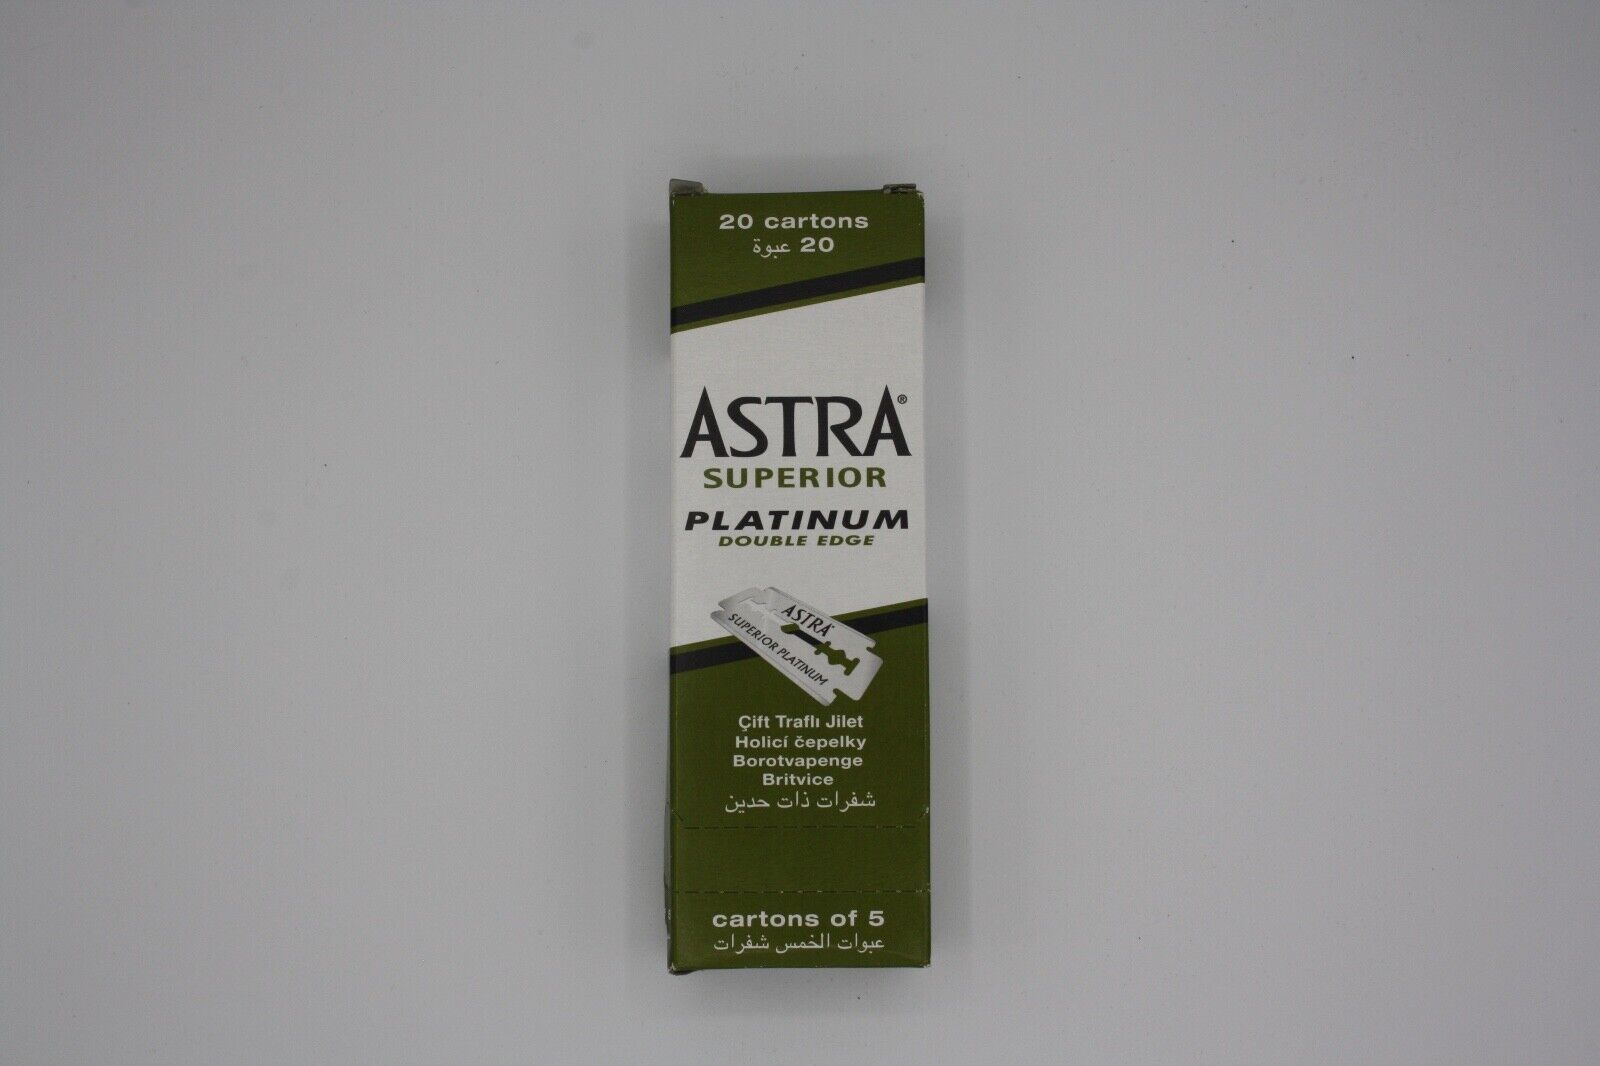 20 cartons
20 عبوة
ASTRA®
SUPERIOR
PLATINUM
DOUBLE EDGE
ASTRA
SUPERIOR PLATINUM
Çift Traflı Jilet
Holicí čepelky
Borotvapenge
Britvice
شفرات ذات حدين
cartons of 5
عبوات الخمس شفرات